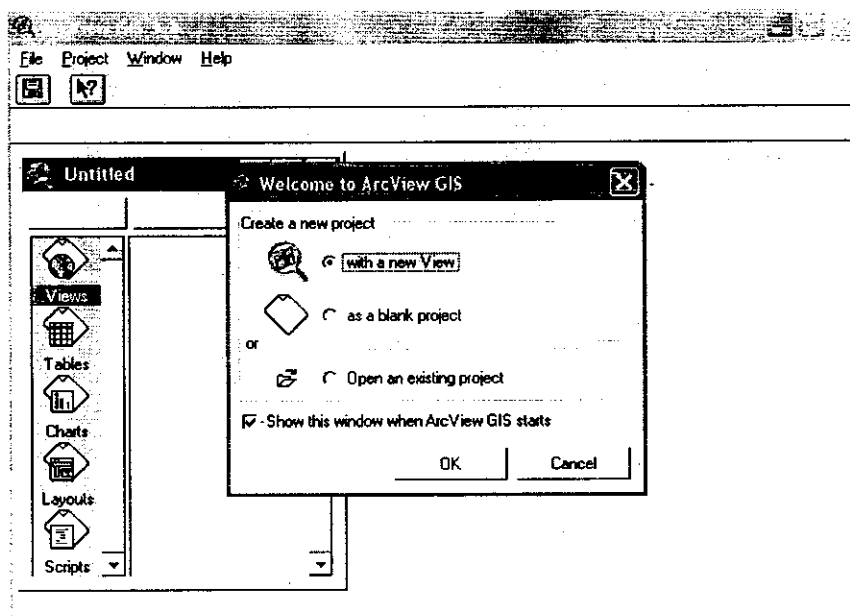 File Project Window Help
Untitled
Welcome to ArcView GIS
Create a new project
with a new View
as a blank project
or
Open an existing project
Show this window when ArcView GIS starts
OK Cancel
Views
Tables
Charts
Layouts
Scripts